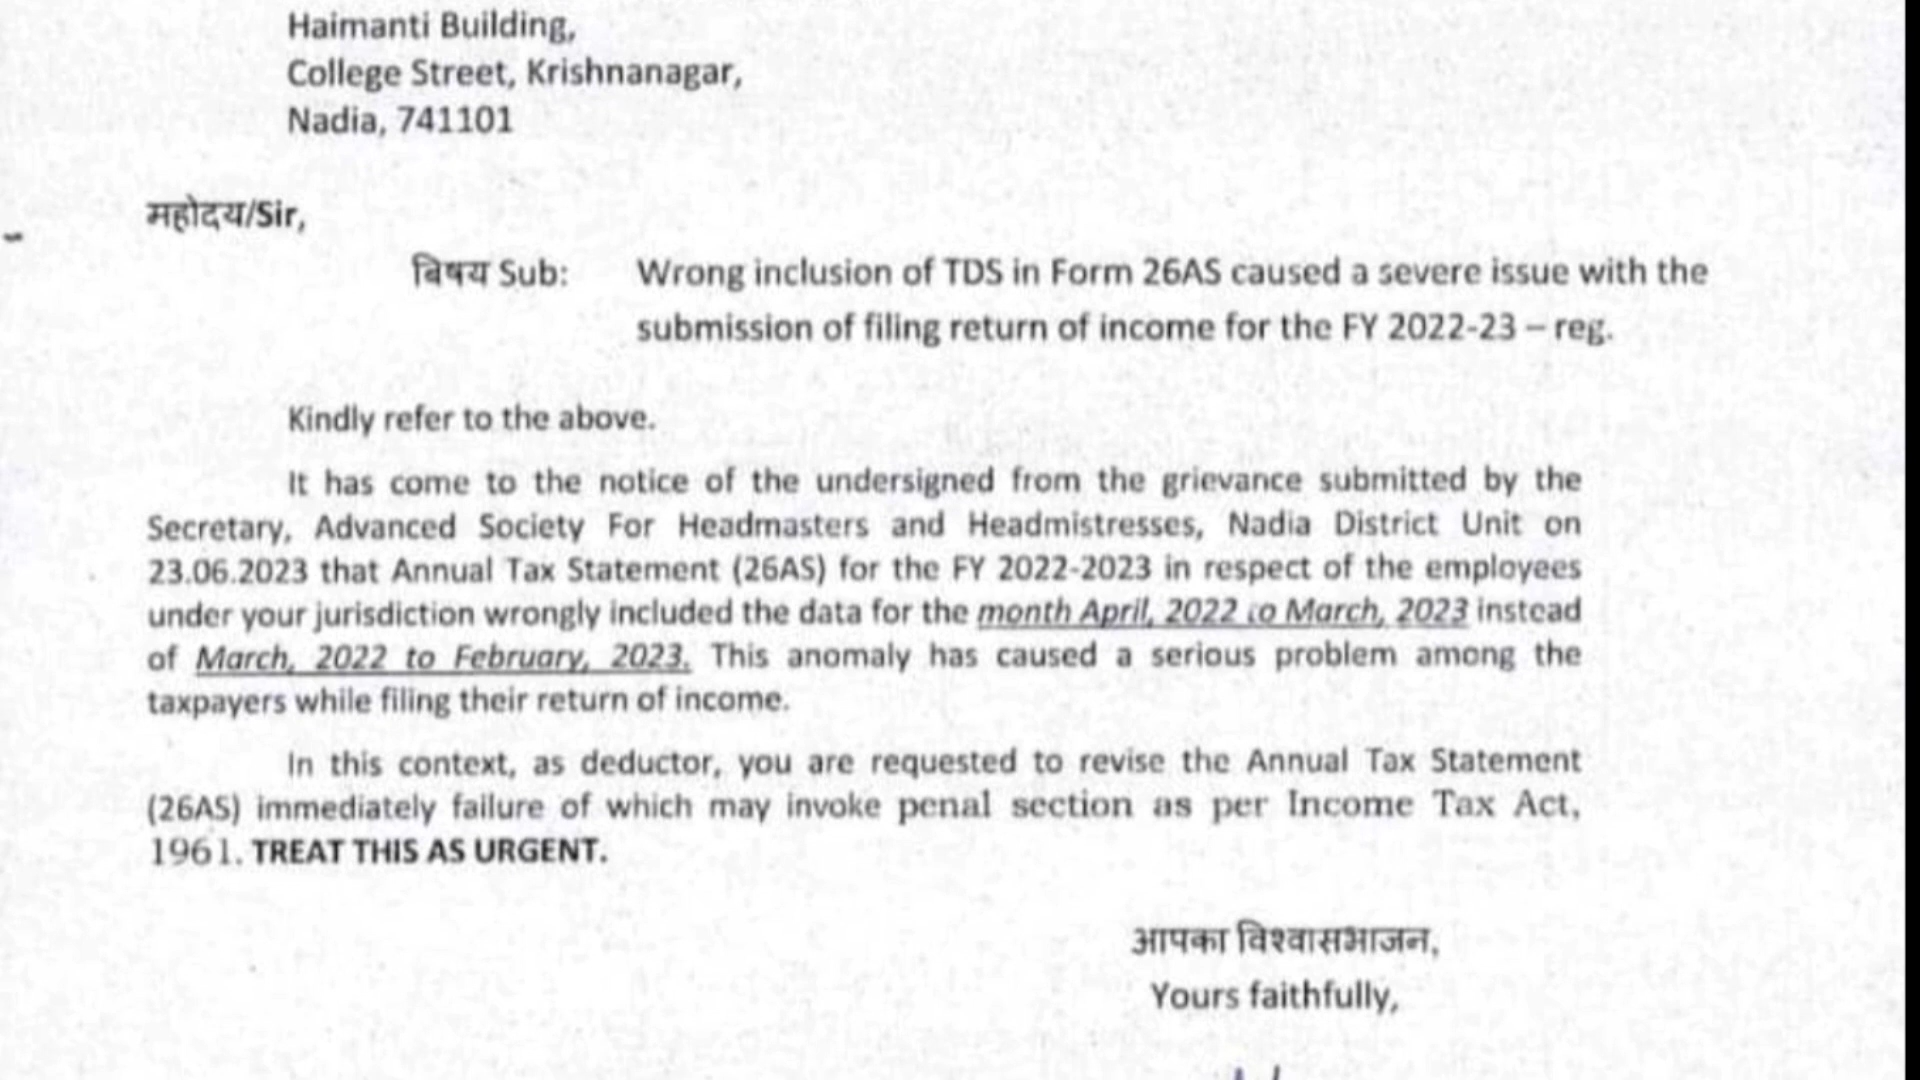 Haimanti Building,
College Street, Krishnanagar,
Nadia, 741101
महोदय/Sir,
बिषय Sub: Wrong inclusion of TDS in Form 26AS caused a severe issue with the
submission of filing return of income for the FY 2022-23 – reg.
Kindly refer to the above.
It has come to the notice of the undersigned from the grievance submitted by the
Secretary, Advanced Society For Headmasters and Headmistresses, Nadia District Unit on
23.06.2023 that Annual Tax Statement (26AS) for the FY 2022-2023 in respect of the employees
under your jurisdiction wrongly included the data for the month April, 2022 to March, 2023 instead
of March, 2022 to February, 2023. This anomaly has caused a serious problem among the
taxpayers while filing their return of income.
In this context, as deductor, you are requested to revise the Annual Tax Statement
(26AS) immediately failure of which may invoke penal section as per Income Tax Act,
1961. TREAT THIS AS URGENT.
आपका विश्वासभाजन,
Yours faithfully,